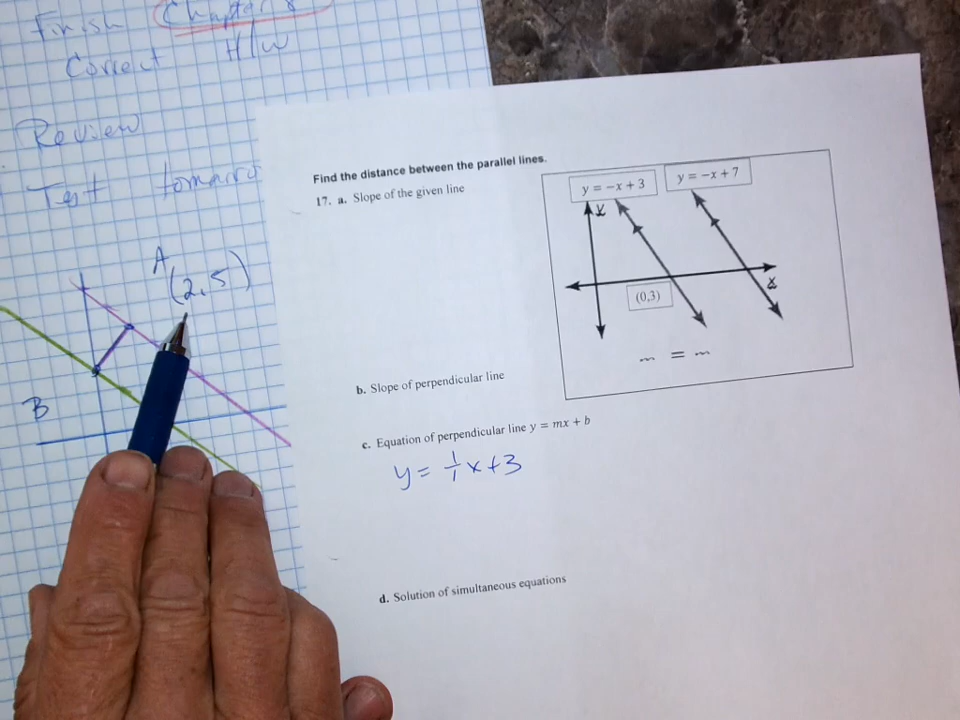 Finish Chapter 8
Correct H/W
Review
Test tomorro
A
(2,5)
B
Find the distance between the parallel lines.
17. a. Slope of the given line
y = −x + 3
y = −x + 7
y
x
(0,3)
m = m
b. Slope of perpendicular line
c. Equation of perpendicular line y = mx + b
y = 1/1 x + 3
d. Solution of simultaneous equations